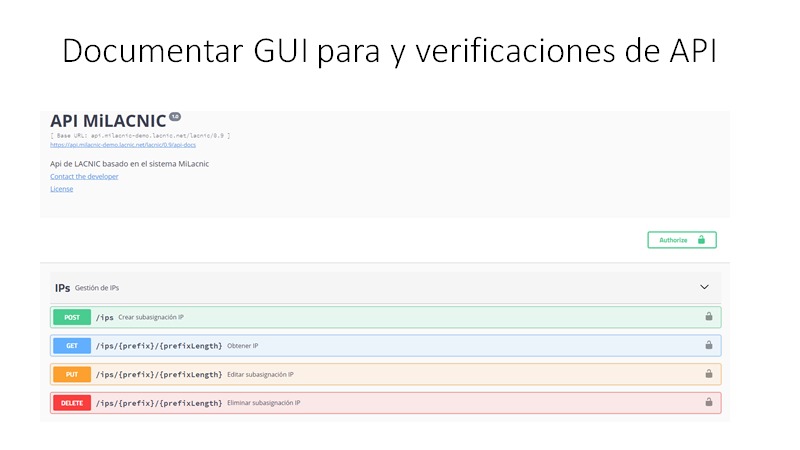 Documentar GUI para y verificaciones de API
API MiLACNIC 1.0
[ Base URL: api.milacnic-demo.lacnic.net/lacnic/0.9 ]
https://api.milacnic-demo.lacnic.net/lacnic/0.9/api-docs
Api de LACNIC basado en el sistema MiLacnic
Contact the developer
License
Authorize
IPs Gestión de IPs
POST /ips Crear subasignación IP
GET /ips/{prefix}/{prefixLength} Obtener IP
PUT /ips/{prefix}/{prefixLength} Editar subasignación IP
DELETE /ips/{prefix}/{prefixLength} Eliminar subasignación IP